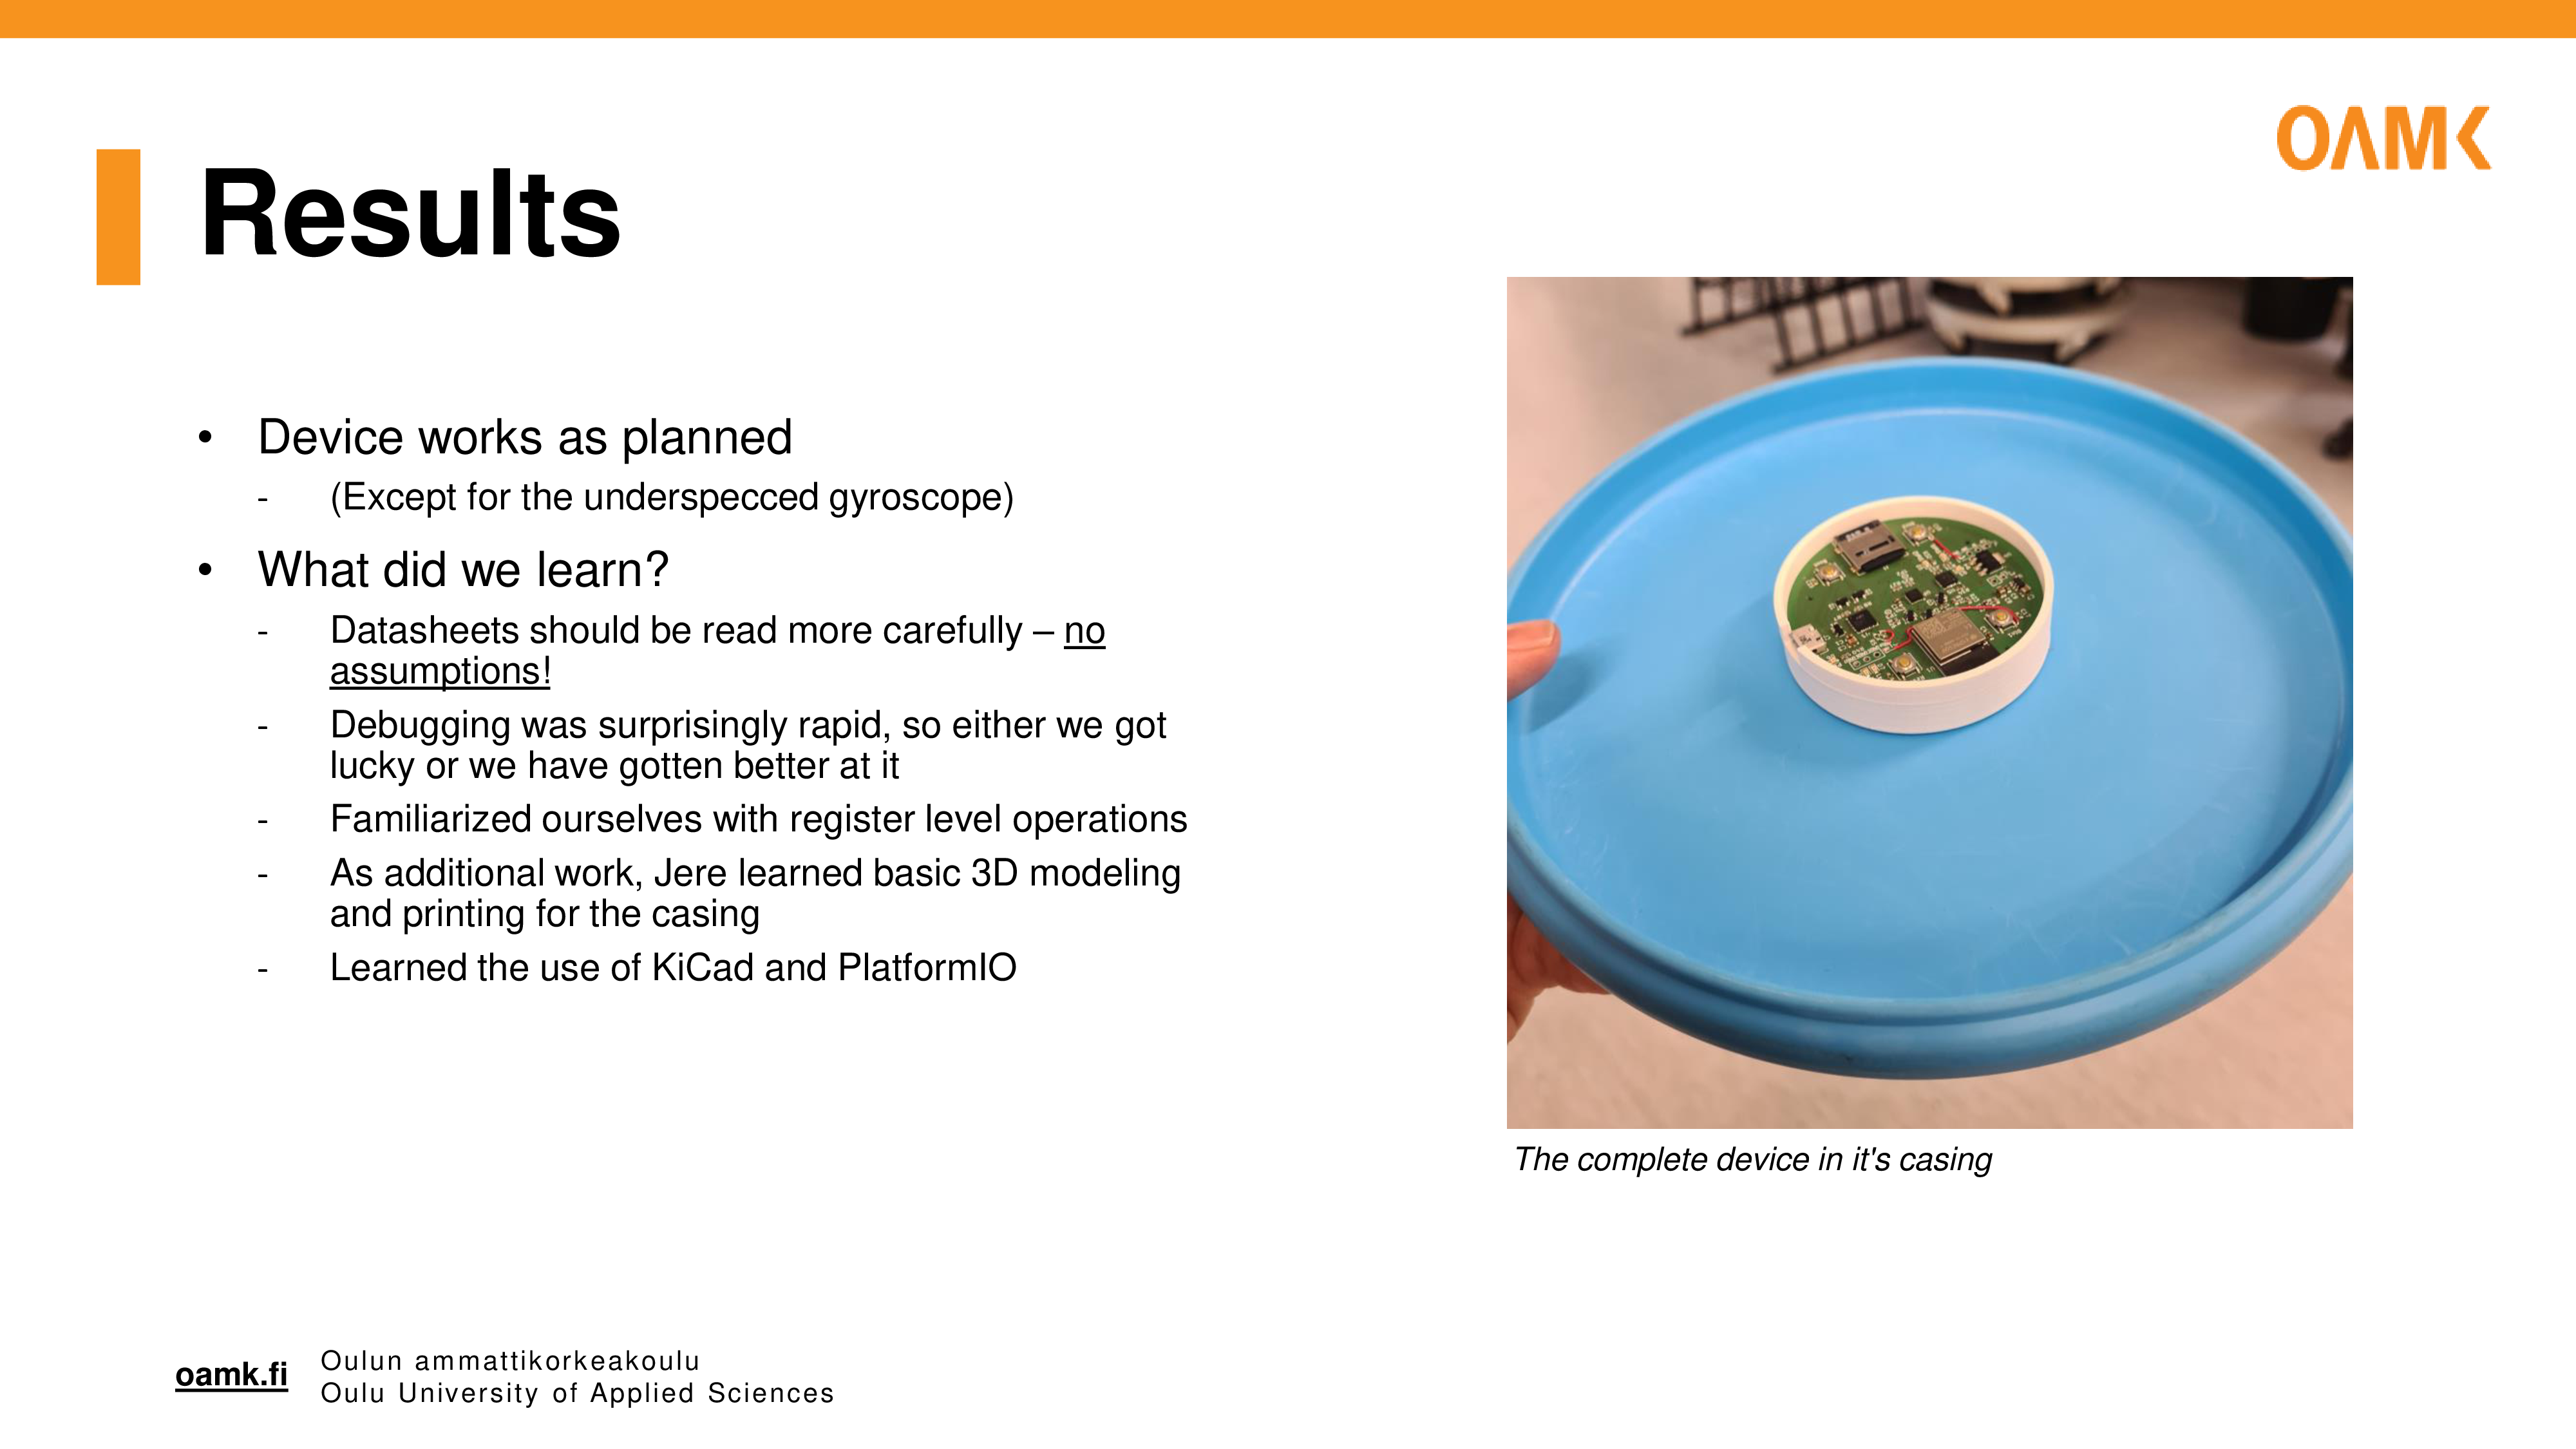 OAMK
Results
• Device works as planned
- (Except for the underspecced gyroscope)
• What did we learn?
- Datasheets should be read more carefully – no
assumptions!
- Debugging was surprisingly rapid, so either we got
lucky or we have gotten better at it
- Familiarized ourselves with register level operations
- As additional work, Jere learned basic 3D modeling
and printing for the casing
- Learned the use of KiCad and PlatformIO
The complete device in it's casing
oamk.fi
Oulun ammattikorkeakoulu
Oulu University of Applied Sciences